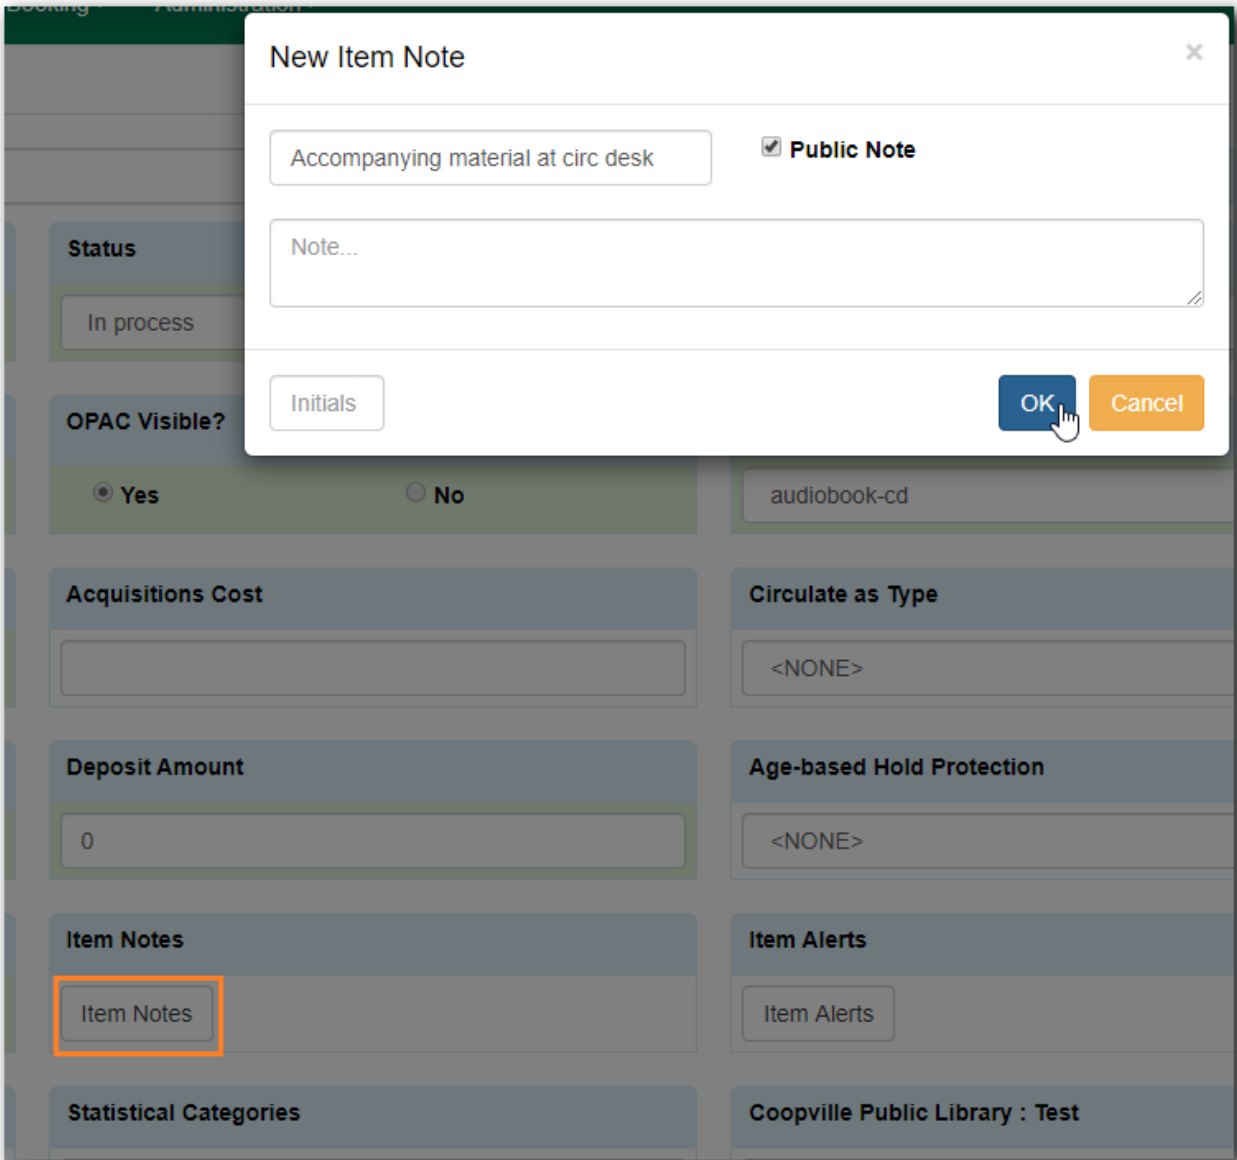 Booking Administration
New Item Note ×
Accompanying material at circ desk Public Note
Note...
Status
In process
Initials OK Cancel
OPAC Visible?
Yes No audiobook-cd
Acquisitions Cost Circulate as Type
<NONE>
Deposit Amount Age-based Hold Protection
0 <NONE>
Item Notes Item Alerts
Item Notes Item Alerts
Statistical Categories Coopville Public Library : Test